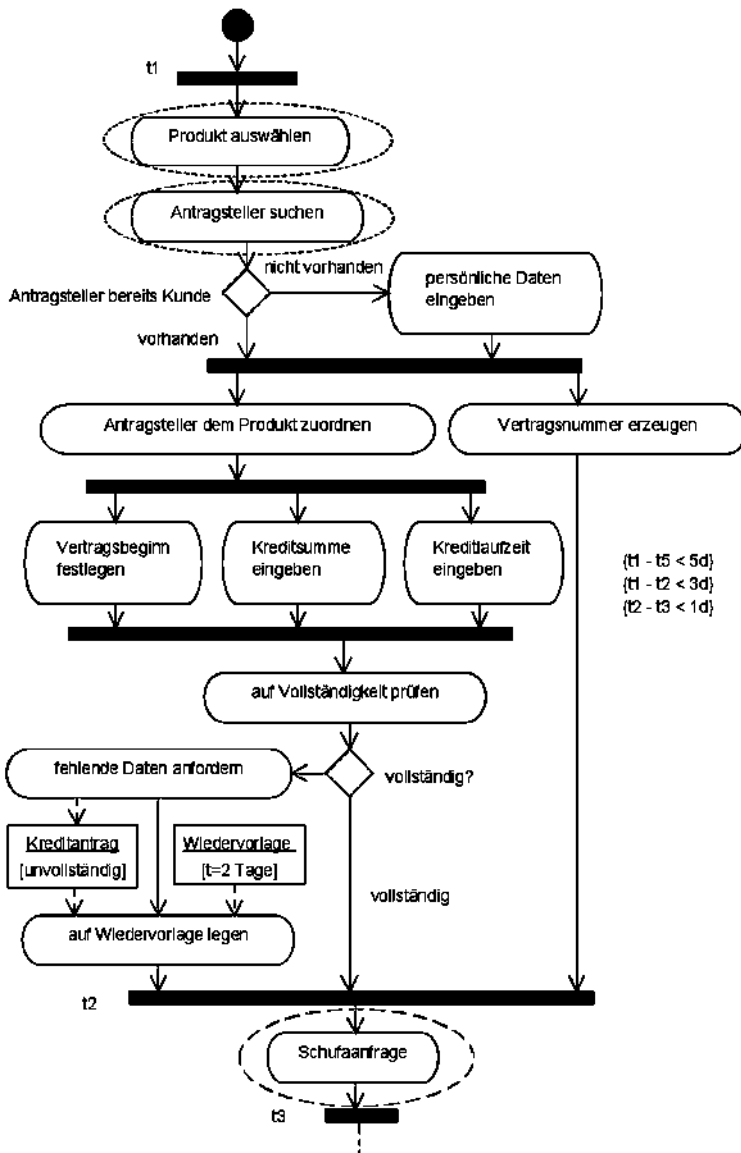 t1
Produkt auswählen
Antragsteller suchen
nicht vorhanden
persönliche Daten
eingeben
Antragsteller bereits Kunde
vorhanden
Antragsteller dem Produkt zuordnen
Vertragsnummer erzeugen
Vertragsbeginn
festlegen
Kreditsumme
eingeben
Kreditlaufzeit
eingeben
{t1 - t5 < 5d}
{t1 - t2 < 3d}
{t2 - t3 < 1d}
auf Vollständigkeit prüfen
fehlende Daten anfordern
vollständig?
Kreditantrag
[unvollständig]
Wiedervorlage
[t=2 Tage]
vollständig
auf Wiedervorlage legen
t2
Schufaanfrage
t3